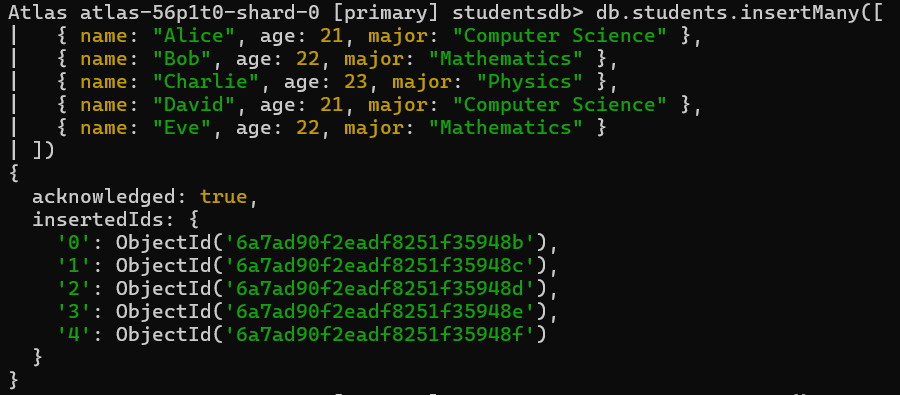 Atlas atlas-56p1t0-shard-0 [primary] studentsdb> db.students.insertMany([
|   { name: "Alice", age: 21, major: "Computer Science" },
|   { name: "Bob", age: 22, major: "Mathematics" },
|   { name: "Charlie", age: 23, major: "Physics"  },
|   { name: "David", age: 21, major: "Computer Science" },
|   { name: "Eve", age: 22, major: "Mathematics" }
| ])
{
  acknowledged: true,
  insertedIds: {
    '0': ObjectId('6a7ad90f2eadf8251f35948b'),
    '1': ObjectId('6a7ad90f2eadf8251f35948c'),
    '2': ObjectId('6a7ad90f2eadf8251f35948d'),
    '3': ObjectId('6a7ad90f2eadf8251f35948e'),
    '4': ObjectId('6a7ad90f2eadf8251f35948f')
  }
}